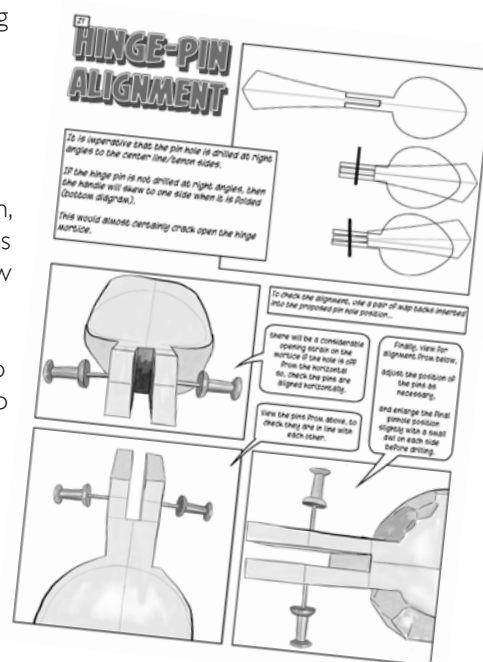 g
n,
s
w
o
o
27
HINGE-PIN
ALIGNMENT
It is imperative that the pin hole is drilled at right
angles to the center line/tenon sides.
If the hinge pin is not drilled at right angles, then
the handle will skew to one side when it is folded
(bottom diagram).
This would almost certainly crack open the hinge
mortice.
To check the alignment, use a pair of map tacks inserted
into the proposed pin hole position...
there will be a considerable
opening strain on the
mortice if the hole is off
from the horizontal
so, check the pins are
aligned horizontally.
View the pins from above, to
check they are in line with
each other.
Finally, view for
alignment from below,
adjust the position of
the pins as
necessary,
and enlarge the final
pinhole position
slightly with a small
awl on each side
before drilling.